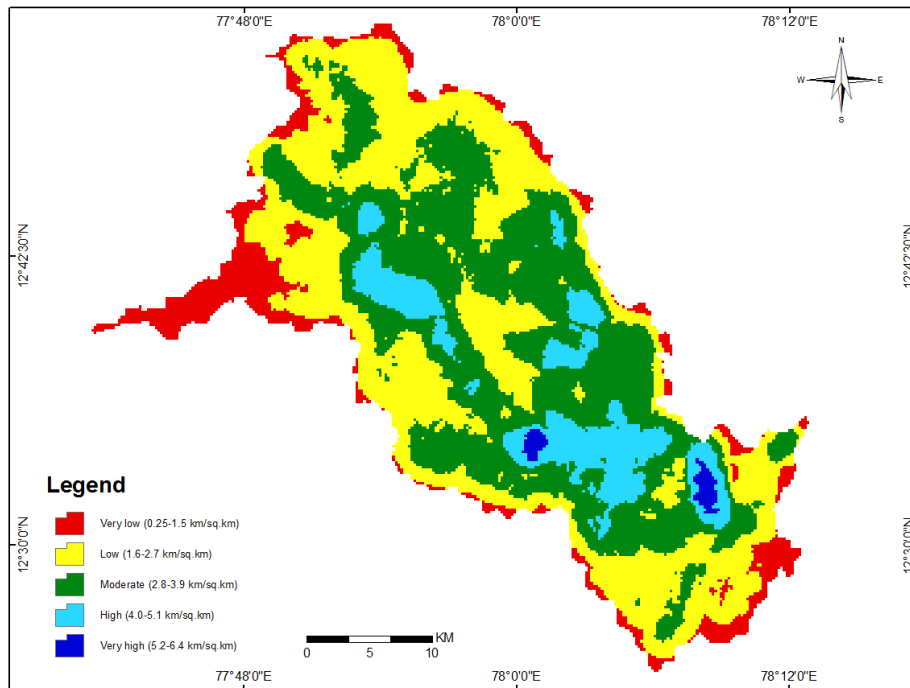 77°48'0"E 78°0'0"E 78°12'0"E
N
W E
S
12°42'30"N 12°42'30"N
12°30'0"N 12°30'0"N
Legend
Very low (0.25-1.5 km/sq.km)
Low (1.6-2.7 km/sq.km)
Moderate (2.8-3.9 km/sq.km)
High (4.0-5.1 km/sq.km)
Very high (5.2-6.4 km/sq.km)
KM
0 5 10
77°48'0"E 78°0'0"E 78°12'0"E